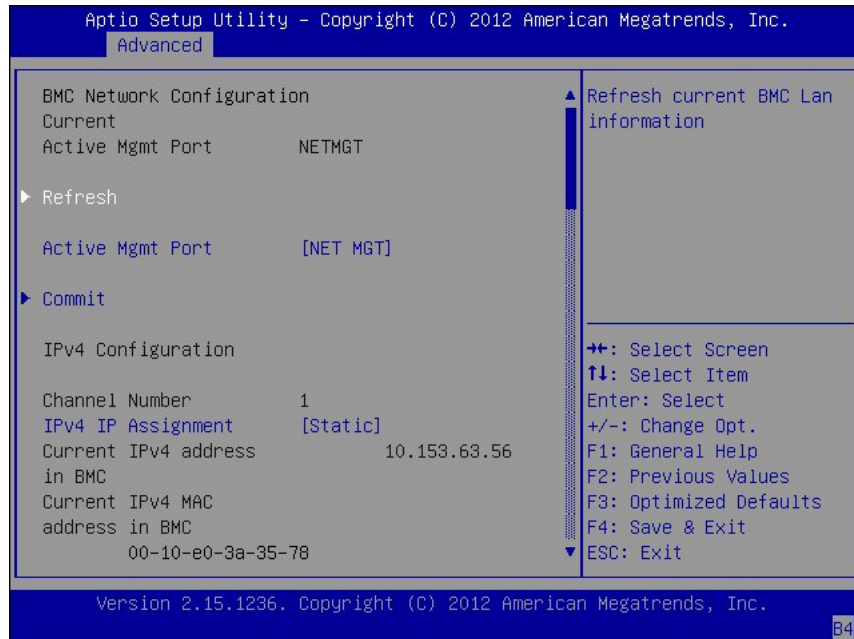 Aptio Setup Utility – Copyright (C) 2012 American Megatrends, Inc.
Advanced
BMC Network Configuration
Current
Active Mgmt Port NETMGT
Refresh
Active Mgmt Port [NET MGT]
Commit
IPv4 Configuration
Channel Number 1
IPv4 IP Assignment [Static]
Current IPv4 address 10.153.63.56
in BMC
Current IPv4 MAC
address in BMC
00-10-e0-3a-35-78
Refresh current BMC Lan
information
→←: Select Screen
↑↓: Select Item
Enter: Select
+/-: Change Opt.
F1: General Help
F2: Previous Values
F3: Optimized Defaults
F4: Save & Exit
ESC: Exit
Version 2.15.1236. Copyright (C) 2012 American Megatrends, Inc.
B4